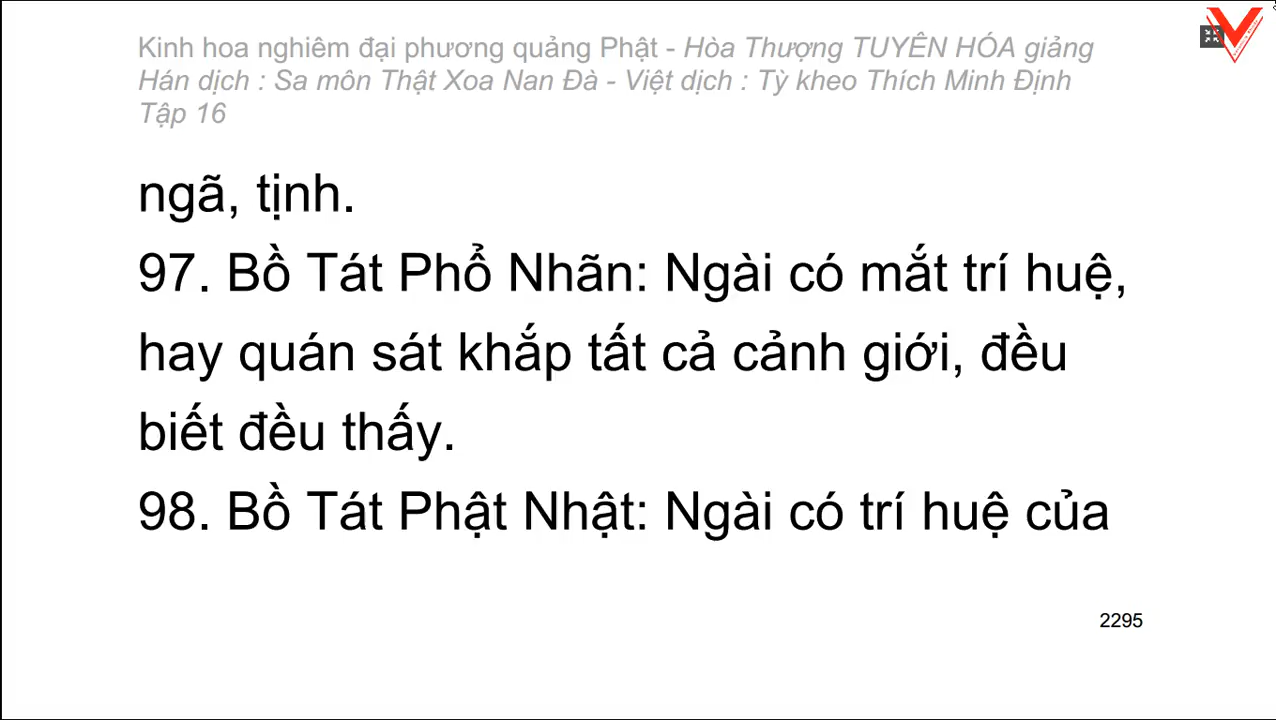 Kinh hoa nghiêm đại phương quảng Phật - Hòa Thượng TUYÊN HÓA giảng
Hán dịch : Sa môn Thật Xoa Nan Đà - Việt dịch : Tỳ kheo Thích Minh Định
Tập 16
ngã, tịnh.
97. Bồ Tát Phổ Nhãn: Ngài có mắt trí huệ,
hay quán sát khắp tất cả cảnh giới, đều
biết đều thấy.
98. Bồ Tát Phật Nhật: Ngài có trí huệ của
2295